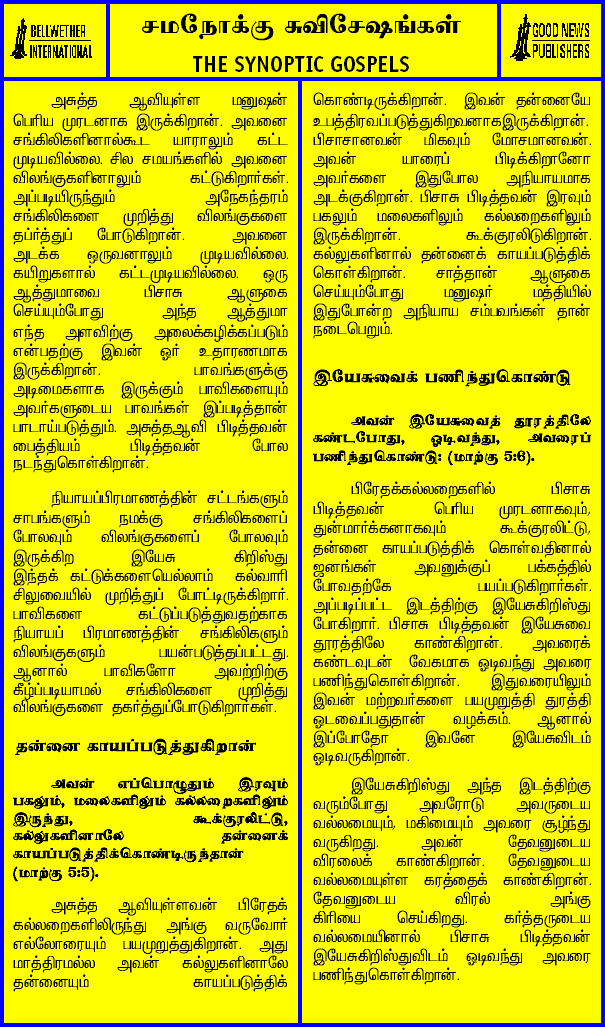 BELLWETHER
INTERNATIONAL
சமநோக்கு சுவிசேஷங்கள்
THE SYNOPTIC GOSPELS
GOOD NEWS
PUBLISHERS
அசுத்த ஆவியுள்ள மனுஷன்
பெரிய முரடனாக இருக்கிறான். அவனை
சங்கிலிகளினால்கூட யாராலும் கட்ட
முடியவில்லை. சில சமயங்களில் அவனை
விலங்குகளினாலும் கட்டுகிறார்கள்.
அப்படியிருந்தும் அநேகந்தரம்
சங்கிலிகளை முறித்து விலங்குகளை
தப்ர்த்துப் போடுகிறான். அவனை
அடக்க ஒருவனாலும் முடியவில்லை.
கயிறுகளால் கட்டமுடியவில்லை. ஒரு
ஆத்துமாவை பிசாசு ஆளுகை
செய்யும்போது அந்த ஆத்துமா
எந்த அளவிற்கு அலைக்கழிக்கப்படும்
என்பதற்கு இவன் ஓர் உதாரணமாக
இருக்கிறான். பாவங்களுக்கு
அடிமைகளாக இருக்கும் பாவிகளையும்
அவர்களுடைய பாவங்கள் இப்படித்தான்
பாடாய்படுத்தும். அசுத்தஆவி பிடித்தவன்
பைத்தியம் பிடித்தவன் போல
நடந்துகொள்கிறான்.
நியாயப்பிரமாணத்தின் சட்டங்களும்
சாபங்களும் நமக்கு சங்கிலிகளைப்
போலவும் விலங்குகளைப் போலவும்
இருக்கிற இயேசு கிறிஸ்து
இந்தக் கட்டுக்களையெல்லாம் கல்வாரி
சிலுவையில் முறித்துப் போட்டிருக்கிறார்.
பாவிகளை கட்டுப்படுத்துவதற்காக
நியாயப் பிரமாணத்தின் சங்கிலிகளும்
விலங்குகளும் பயன்படுத்தப்பட்டது.
ஆனால் பாவிகளோ அவற்றிற்கு
கீழ்ப்படியாமல் சங்கிலிகளை முறித்து
விலங்குகளை தகர்த்துப்போடுகிறார்கள்.
தன்னை காயப்படுத்துகிறான்
அவன் எப்பொழுதும் இரவும்
பகலும், மலைகளிலும் கல்லறைகளிலும்
இருந்து, கூக்குரலிட்டு,
கல்லுகளினாலே தன்னைக்
காயப்படுத்திக்கொண்டிருந்தான்
(மாற்கு 5:5).
அசுத்த ஆவியுள்ளவன் பிரேதக்
கல்லறைகளிலிருந்து அங்கு வருவோர்
எல்லோரையும் பயமுறுத்துகிறான். அது
மாத்திரமல்ல அவன் கல்லுகளினாலே
தன்னையும் காயப்படுத்திக்
கொண்டிருக்கிறான். இவன் தன்னையே
உபத்திரவப்படுத்துகிறவனாகஇருக்கிறான்.
பிசாசானவன் மிகவும் மோசமானவன்.
அவன் யாரைப் பிடிக்கிறானோ
அவர்களை இதுபோல அநியாயமாக
அடக்குகிறான். பிசாசு பிடித்தவன் இரவும்
பகலும் மலைகளிலும் கல்லறைகளிலும்
இருக்கிறான். கூக்குரலிடுகிறான்.
கல்லுகளினால் தன்னைக் காயப்படுத்திக்
கொள்கிறான். சாத்தான் ஆளுகை
செய்யும்போது மனுஷர் மத்தியில்
இதுபோன்ற அநியாய சம்பவங்கள் தான்
நடைபெறும்.
இயேசுவைக் பணிந்துகொண்டு
அவன் இயேசுவைத் தூரத்திலே
கண்டபோது, ஓடிவந்து, அவரைப்
பணிந்துகொண்டு: (மாற்கு 5:6).
பிரேதக்கல்லறைகளில் பிசாசு
பிடித்தவன் பெரிய முரடனாகவும்,
துன்மார்க்கனாகவும் கூக்குரலிட்டு,
தன்னை காயப்படுத்திக் கொள்வதினால்
ஜனங்கள் அவனுக்குப் பக்கத்தில்
போவதற்கே பயப்படுகிறார்கள்.
அப்படிப்பட்ட இடத்திற்கு இயேசுகிறிஸ்து
போகிறார். பிசாசு பிடித்தவன் இயேசுவை
தூரத்திலே காண்கிறான். அவரைக்
கண்டவுடன் வேகமாக ஓடிவந்து அவரை
பணிந்துகொள்கிறான். இதுவரையிலும்
இவன் மற்றவர்களை பயமுறுத்தி துரத்தி
ஓடவைப்பதுதான் வழக்கம். ஆனால்
இப்போதோ இவனே இயேசுவிடம்
ஓடிவருகிறான்.
இயேசுகிறிஸ்து அந்த இடத்திற்கு
வரும்போது அவரோடு அவருடைய
வல்லமையும், மகிமையும் அவரை சூழ்ந்து
வருகிறது. அவன் தேவனுடைய
விரலைக் காண்கிறான். தேவனுடைய
வல்லமையுள்ள கரத்தைக் காண்கிறான்.
தேவனுடைய விரல் அங்கு
கிரியை செய்கிறது. கர்த்தருடைய
வல்லமையினால் பிசாசு பிடித்தவன்
இயேசுகிறிஸ்துவிடம் ஓடிவந்து அவரை
பணிந்துகொள்கிறான்.